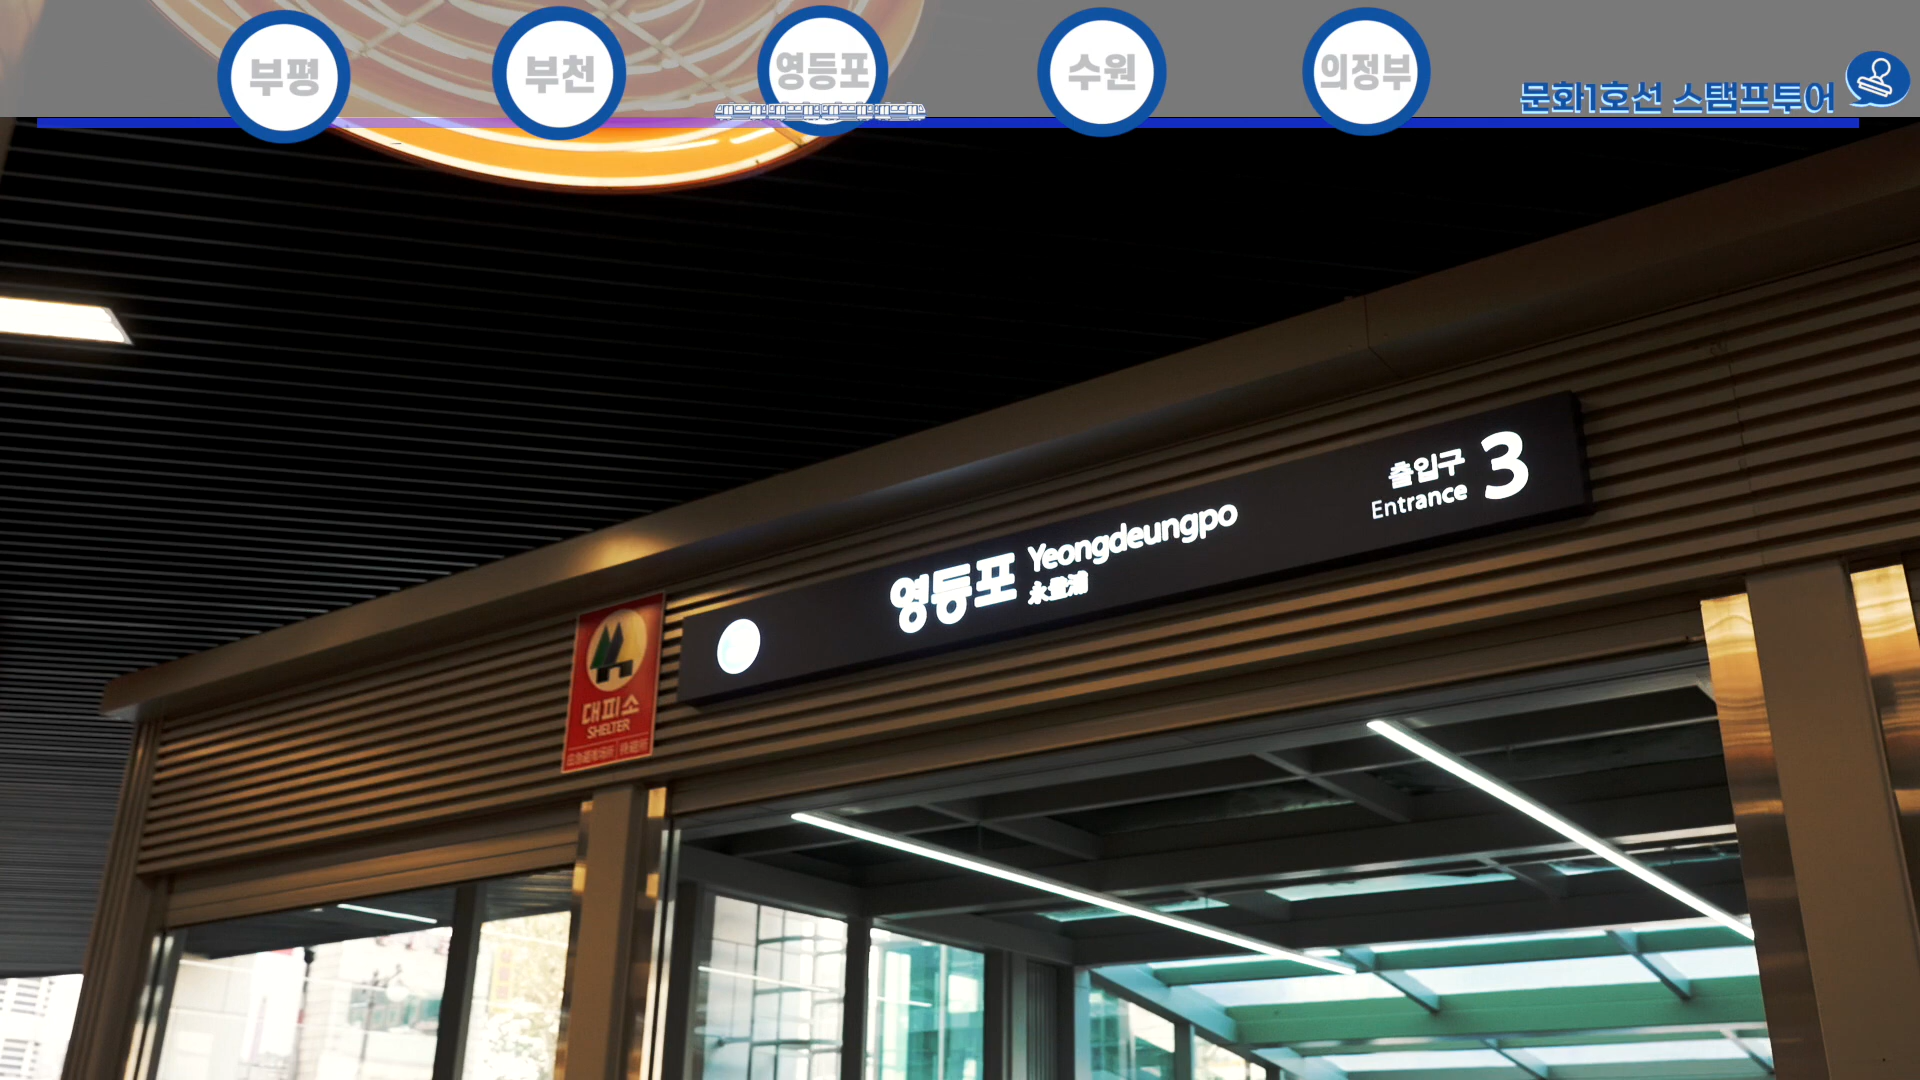 부평
부천
영등포
수원
의정부
문화1호선 스탬프투어
출입구
Entrance
3
영등포
Yeongdeungpo
永登浦
대피소
SHELTER